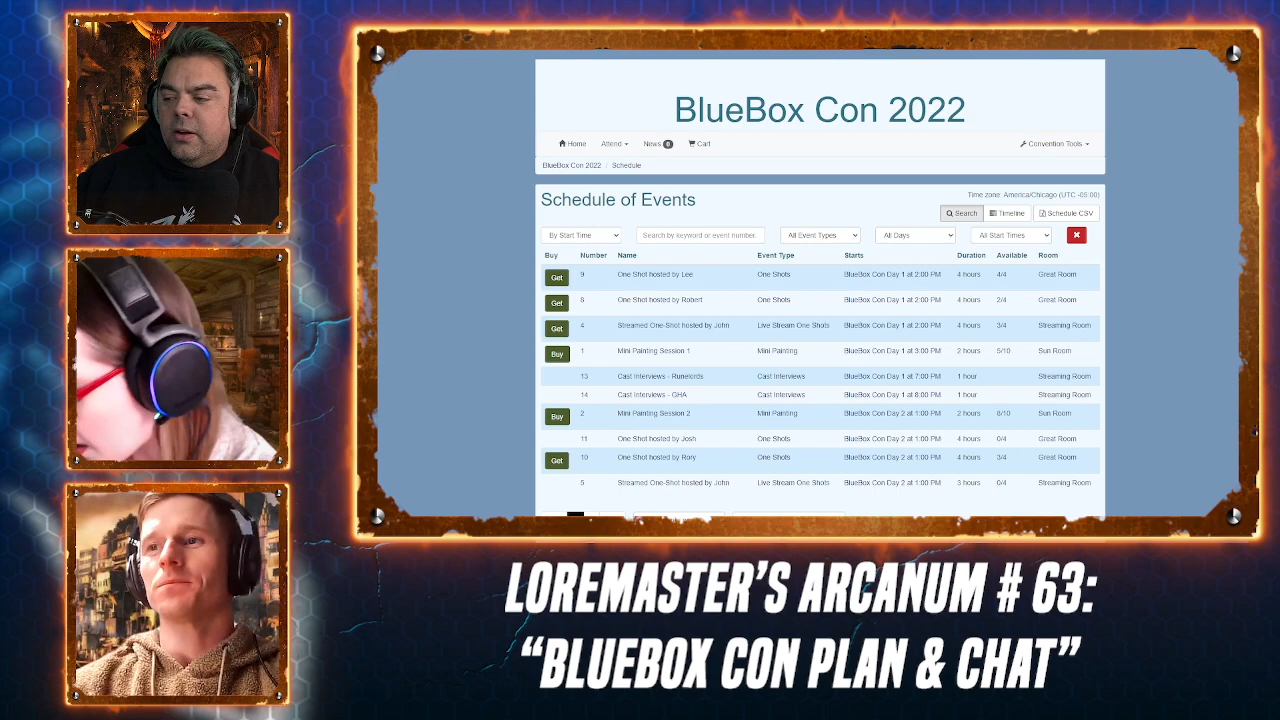 BlueBox Con 2022
Home Attend News 0 Cart Convention Tools
BlueBox Con 2022 / Schedule
Schedule of Events
Time zone: America/Chicago (UTC -05:00)
Search Timeline Schedule CSV
By Start Time Search by keyword or event number. All Event Types All Days All Start Times
Buy Number Name Event Type Starts Duration Available Room
Get 9 One Shot hosted by Lee One Shots BlueBox Con Day 1 at 2:00 PM 4 hours 4/4 Great Room
Get 8 One Shot hosted by Robert One Shots BlueBox Con Day 1 at 2:00 PM 4 hours 2/4 Great Room
Get 4 Streamed One-Shot hosted by John Live Stream One Shots BlueBox Con Day 1 at 2:00 PM 4 hours 3/4 Streaming Room
Buy 1 Mini Painting Session 1 Mini Painting BlueBox Con Day 1 at 3:00 PM 2 hours 5/10 Sun Room
13 Cast Interviews - Runelords Cast Interviews BlueBox Con Day 1 at 7:00 PM 1 hour Streaming Room
14 Cast Interviews - GHA Cast Interviews BlueBox Con Day 1 at 8:00 PM 1 hour Streaming Room
Buy 2 Mini Painting Session 2 Mini Painting BlueBox Con Day 2 at 1:00 PM 2 hours 8/10 Sun Room
11 One Shot hosted by Josh One Shots BlueBox Con Day 2 at 1:00 PM 4 hours 0/4 Great Room
Get 10 One Shot hosted by Rory One Shots BlueBox Con Day 2 at 1:00 PM 4 hours 3/4 Great Room
5 Streamed One-Shot hosted by John Live Stream One Shots BlueBox Con Day 2 at 1:00 PM 3 hours 0/4 Streaming Room
LOREMASTER'S ARCANUM # 63:
"BLUEBOX CON PLAN & CHAT"